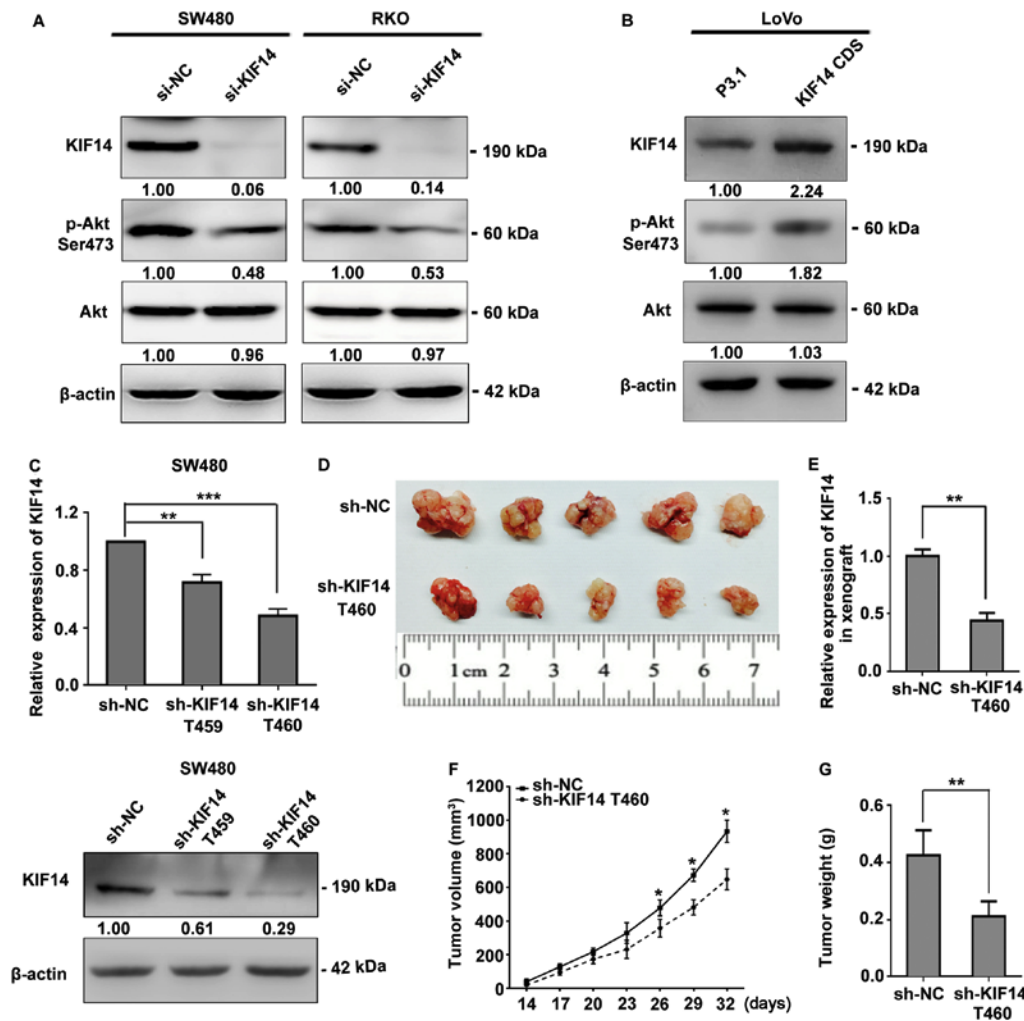 A
SW480
RKO
si-NC
si-KIF14
si-NC
si-KIF14
KIF14
- 190 kDa
1.00
0.06
1.00
0.14
p-Akt
Ser473
- 60 kDa
1.00
0.48
1.00
0.53
Akt
- 60 kDa
1.00
0.96
1.00
0.97
β-actin
- 42 kDa
B
LoVo
P3.1
KIF14 CDS
KIF14
- 190 kDa
1.00
2.24
p-Akt
Ser473
- 60 kDa
1.00
1.82
Akt
- 60 kDa
1.00
1.03
β-actin
- 42 kDa
C
SW480
Relative expression of KIF14
1.2
0.8
0.4
0.0
**
***
sh-NC
sh-KIF14
T459
sh-KIF14
T460
SW480
sh-NC
sh-KIF14
T459
sh-KIF14
T460
KIF14
- 190 kDa
1.00
0.61
0.29
β-actin
- 42 kDa
D
sh-NC
sh-KIF14
T460
0 1 cm 2 3 4 5 6 7
E
Relative expression of KIF14
in xenograft
1.5
1.0
0.5
0.0
**
sh-NC
sh-KIF14
T460
F
Tumor volume (mm³)
1200
1000
800
600
400
200
0
sh-NC
sh-KIF14 T460
*
*
*
14 17 20 23 26 29 32 (days)
G
Tumor weight (g)
0.6
0.4
0.2
0.0
**
sh-NC
sh-KIF14
T460